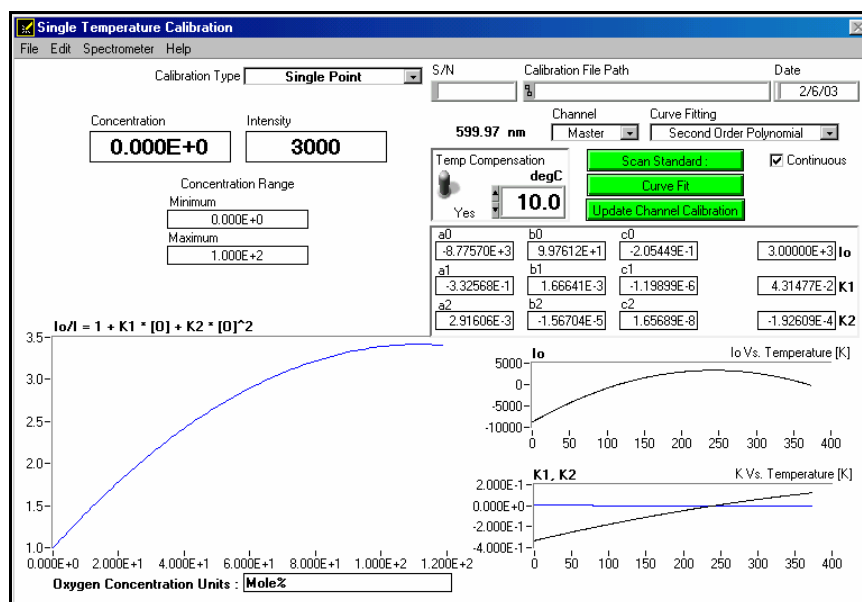 Single Temperature Calibration
File Edit Spectrometer Help
Calibration Type Single Point
S/N Calibration File Path Date
2/6/03
Concentration Intensity
0.000E+0 3000
599.97 nm
Channel Curve Fitting
Master Second Order Polynomial
Concentration Range
Minimum
0.000E+0
Maximum
1.000E+2
Temp Compensation
degC
Yes 10.0
Scan Standard :
Curve Fit
Update Channel Calibration
Continuous
a0 b0 c0
-8.77570E+3 9.97612E+1 -2.05449E-1 3.00000E+3 Io
a1 b1 c1
-3.32568E-1 1.66641E-3 -1.19899E-6 4.31477E-2 K1
a2 b2 c2
2.91606E-3 -1.56704E-5 1.65689E-8 -1.92609E-4 K2
Io/I = 1 + K1 * [O] + K2 * [O]^2
3.5
3.0
2.5
2.0
1.5
1.0
0.000E+0 2.000E+1 4.000E+1 6.000E+1 8.000E+1 1.000E+2 1.200E+2
Oxygen Concentration Units : Mole%
Io Io Vs. Temperature [K]
5000
0
-5000
-10000
0 50 100 150 200 250 300 350 400
K1, K2 K Vs. Temperature [K]
2.000E-1
0.000E+0
-2.000E-1
-4.000E-1
0 50 100 150 200 250 300 350 400